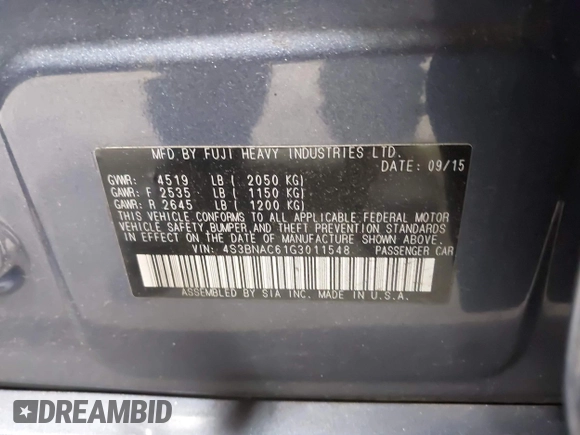 MFD BY FUJI HEAVY INDUSTRIES LTD.
DATE: 09/15
GVWR: 4519 LB ( 2050 KG)
GAWR: F 2535 LB ( 1150 KG)
GAWR: R 2645 LB ( 1200 KG)
THIS VEHICLE CONFORMS TO ALL APPLICABLE FEDERAL MOTOR
VEHICLE SAFETY, BUMPER, AND THEFT PREVENTION STANDARDS
IN EFFECT ON THE DATE OF MANUFACTURE SHOWN ABOVE.
VIN: 4S3BNAC61G3011548 PASSENGER CAR
ASSEMBLED BY SIA INC. IN U.S.A.
DREAMBID